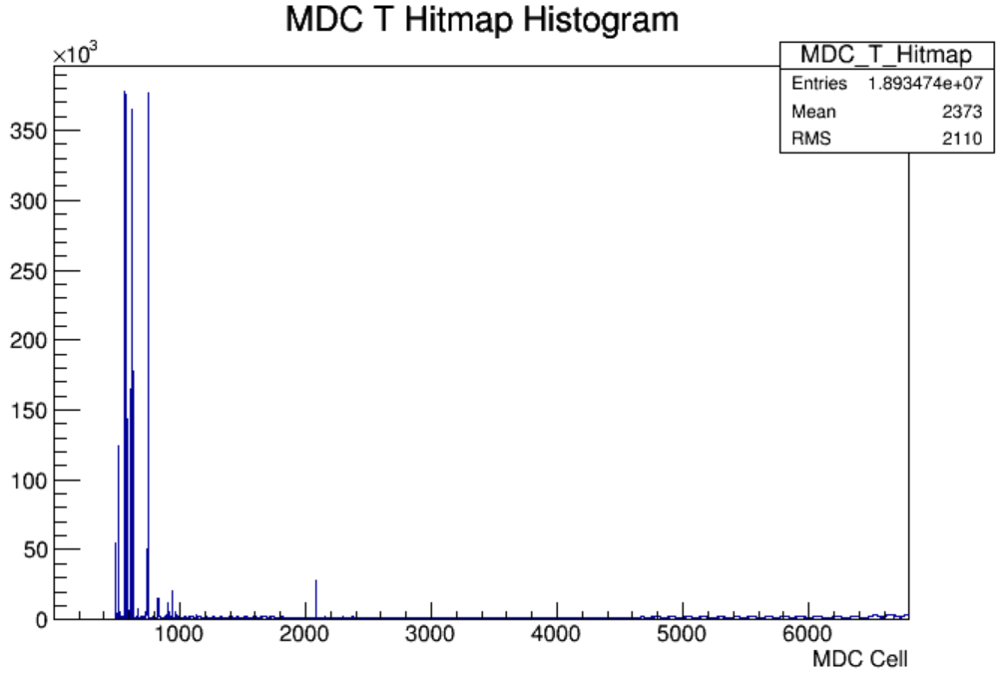 MDC T Hitmap Histogram
×10³
MDC_T_Hitmap
Entries 1.893474e+07
Mean 2373
RMS 2110
350
300
250
200
150
100
50
0
1000 2000 3000 4000 5000 6000
MDC Cell